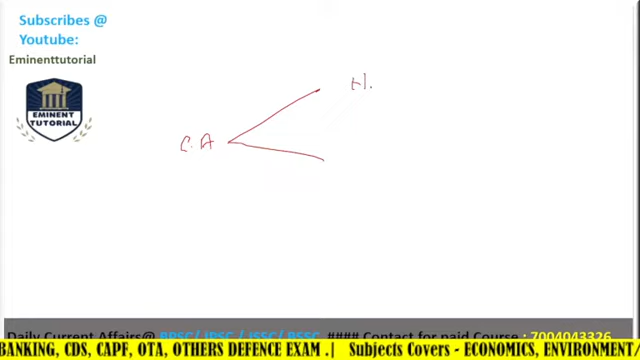 Subscribes @
Youtube:
Eminenttutorial
EMINENT
TUTORIAL
H.
C.A
Daily Current Affairs@ BPSC/ JPSC / JSSC/ BSSC #### Contact for paid Course : 7004043326
BANKING, CDS, CAPF, OTA, OTHERS DEFENCE EXAM .| Subjects Covers - ECONOMICS, ENVIRONMENT